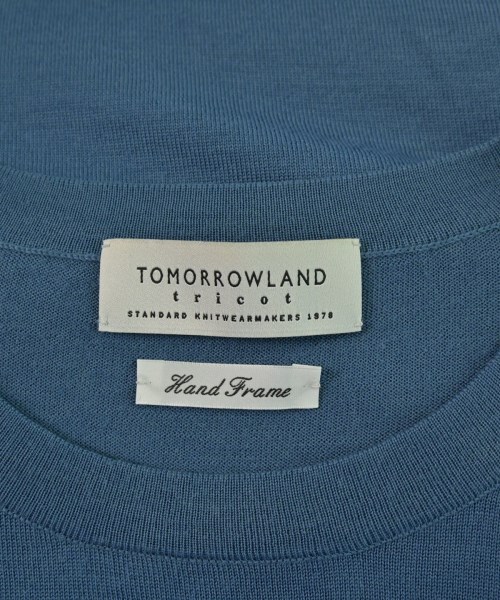 TOMORROWLAND
tricot
STANDARD KNITWEARMAKERS 1978
Hand Frame